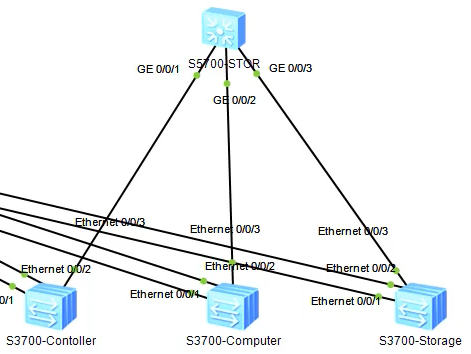 S5700-STOR
GE 0/0/1
GE 0/0/3
GE 0/0/2
Ethernet 0/0/3
Ethernet 0/0/3
Ethernet 0/0/3
Ethernet 0/0/2
Ethernet 0/0/2
Ethernet 0/0/2
0/0/1
Ethernet 0/0/1
Ethernet 0/0/1
S3700-Contoller
S3700-Computer
S3700-Storage